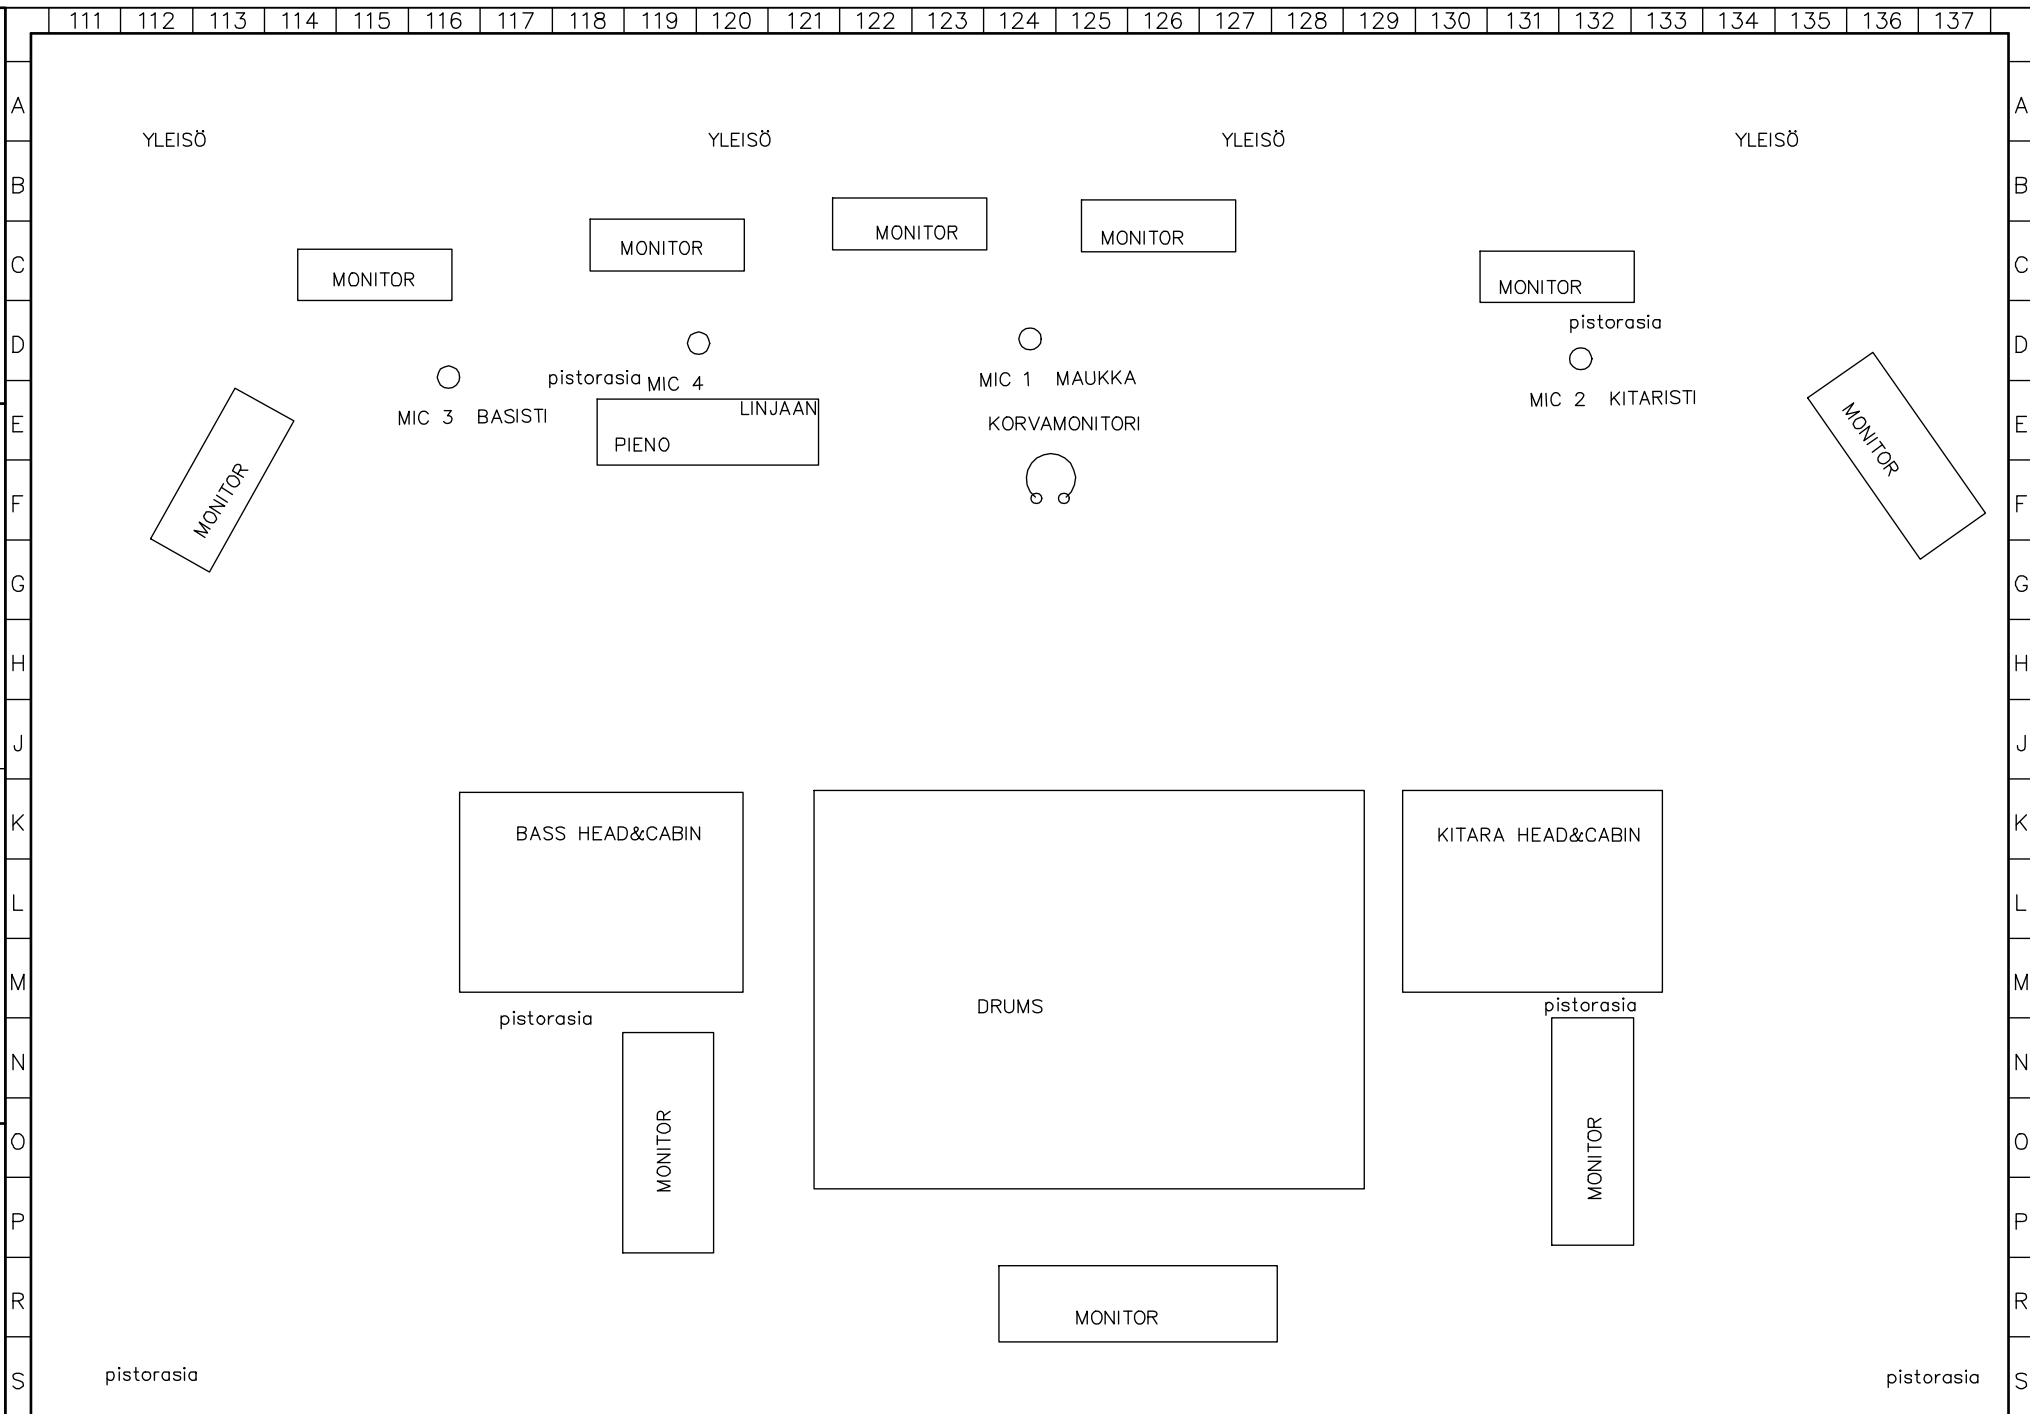 111 112 113 114 115 116 117 118 119 120 121 122 123 124 125 126 127 128 129 130 131 132 133 134 135 136 137
A A
YLEISÖ YLEISÖ YLEISÖ YLEISÖ
B B
MONITOR MONITOR MONITOR MONITOR MONITOR
C C
pistorasia
D D
pistorasia MIC 4 MIC 1 MAUKKA
MIC 3 BASISTI LINJAAN MIC 2 KITARISTI
E E
KORVAMONITORI
PIENO
MONITOR MONITOR
F F
G G
H H
J J
K K
BASS HEAD&CABIN KITARA HEAD&CABIN
L L
M M
DRUMS
pistorasia pistorasia
N N
MONITOR MONITOR
O O
P P
R R
MONITOR
pistorasia pistorasia
S S